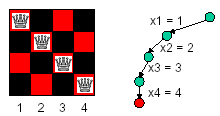 1 2 3 4
x1 = 1
x2 = 2
x3 = 3
x4 = 4